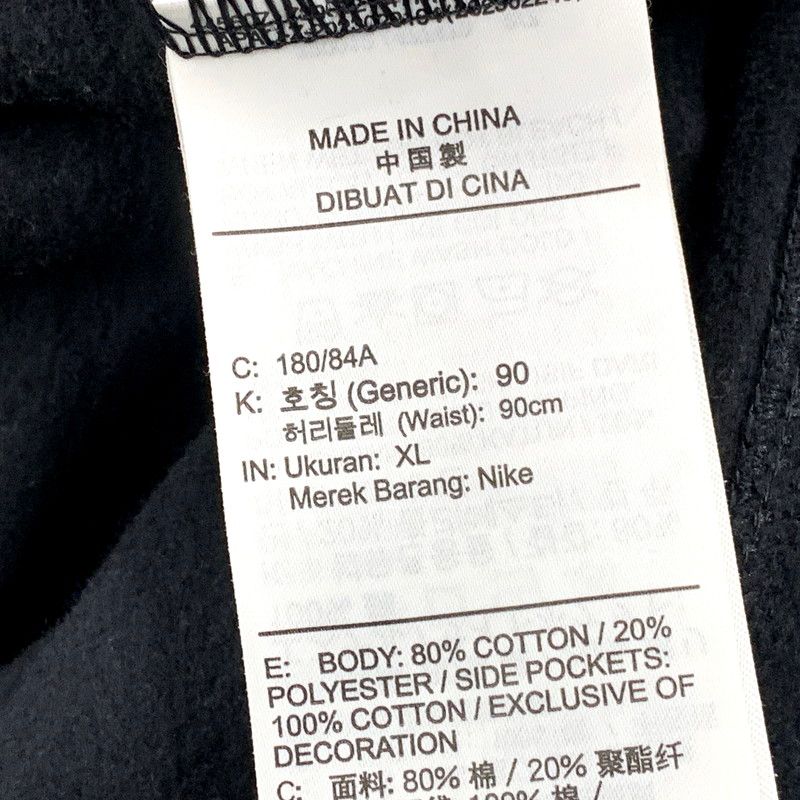 MADE IN CHINA
中国製
DIBUAT DI CINA
C: 180/84A
K: 호칭 (Generic): 90
허리둘레 (Waist): 90cm
IN: Ukuran: XL
Merek Barang: Nike
E: BODY: 80% COTTON / 20%
POLYESTER / SIDE POCKETS:
100% COTTON / EXCLUSIVE OF
DECORATION
C: 面料: 80% 棉 / 20% 聚酯纤
100% 棉 /